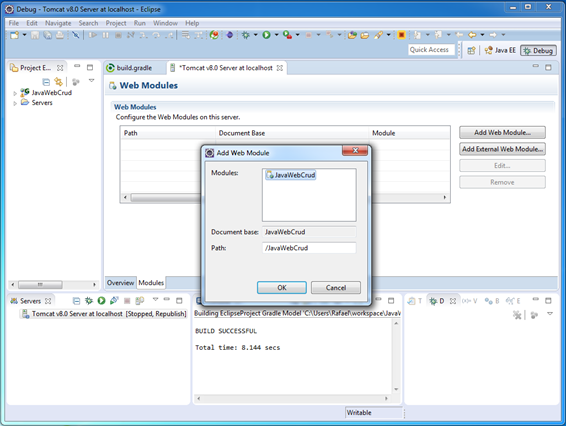 Debug - Tomcat v8.0 Server at localhost - Eclipse
File Edit Navigate Search Project Run Window Help
Quick Access
Java EE
Debug
Project E...
build.gradle
*Tomcat v8.0 Server at localhost
JavaWebCrud
Servers
Web Modules
Web Modules
Configure the Web Modules on this server.
Path Document Base Module
Add Web Module...
Add External Web Module...
Edit...
Remove
Add Web Module
Modules:
JavaWebCrud
Document base: JavaWebCrud
Path: /JavaWebCrud
OK Cancel
Overview Modules
Servers
Tomcat v8.0 Server at localhost [Stopped, Republish]
Building EclipseProject Gradle Model 'C:\Users\Rafael\workspace\JavaW
BUILD SUCCESSFUL
Total time: 8.144 secs
D
Writable